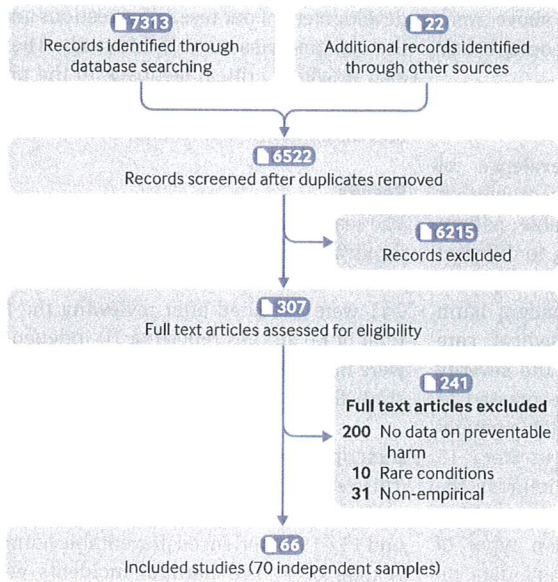 7313
Records identified through
database searching
22
Additional records identified
through other sources
6522
Records screened after duplicates removed
6215
Records excluded
307
Full text articles assessed for eligibility
241
Full text articles excluded
200 No data on preventable
harm
10 Rare conditions
31 Non-empirical
66
Included studies (70 independent samples)